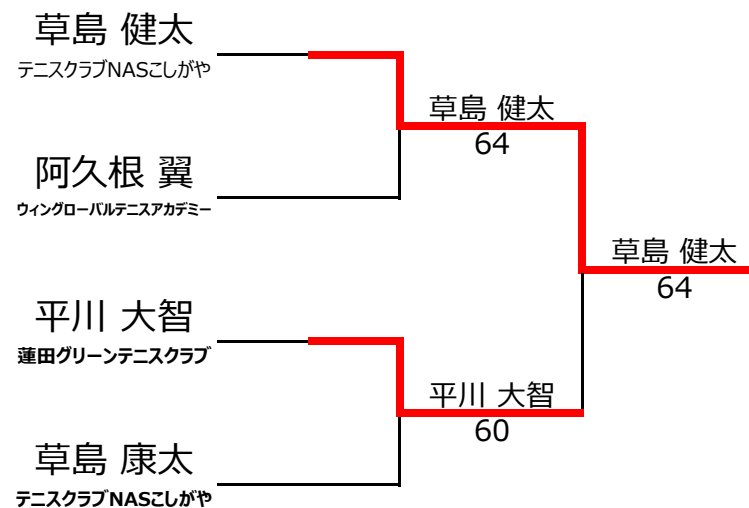 草島 健太
テニスクラブNASこしがや
草島 健太
64
阿久根 翼
ウィングローバルテニスアカデミー
草島 健太
64
平川 大智
蓮田グリーンテニスクラブ
平川 大智
60
草島 康太
テニスクラブNASこしがや